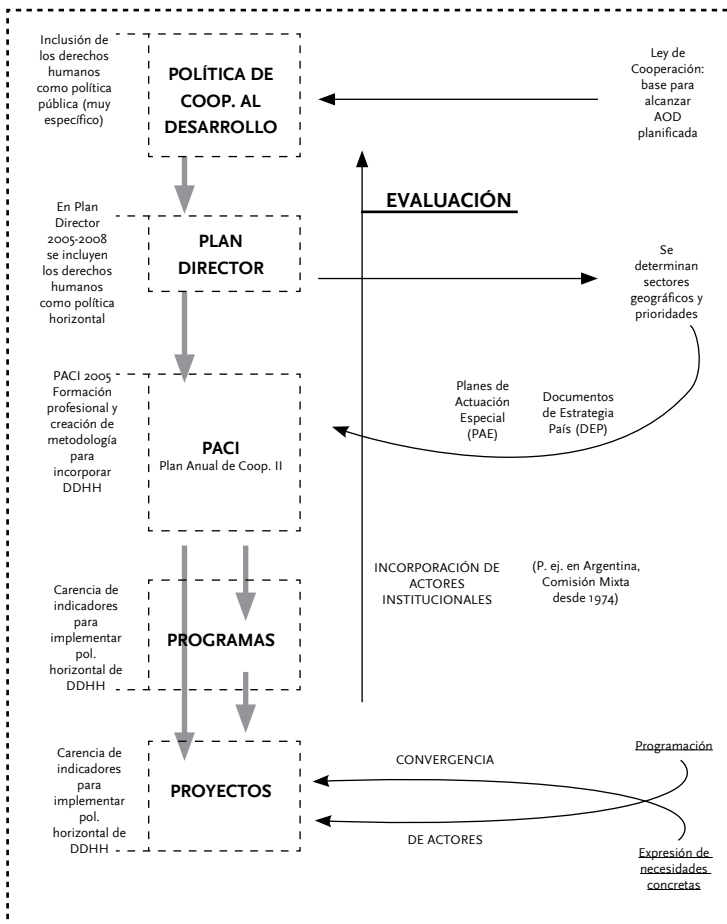 Inclusión de
los derechos
humanos
como política
pública (muy
específico)
POLÍTICA DE
COOP. AL
DESARROLLO
Ley de
Cooperación:
base para
alcanzar
AOD
planificada
EVALUACIÓN
En Plan
Director
2005-2008
se incluyen
los derechos
humanos
como política
horizontal
PLAN
DIRECTOR
Se
determinan
sectores
geográficos y
prioridades
PACI 2005
Formación
profesional y
creación de
metodología
para
incorporar
DDHH
PACI
Plan Anual de Coop. II
Planes de
Actuación
Especial
(PAE)
Documentos
de Estrategia
País (DEP)
INCORPORACIÓN DE
ACTORES
INSTITUCIONALES
(P. ej. en Argentina,
Comisión Mixta
desde 1974)
Carencia de
indicadores
para
implementar
pol.
horizontal de
DDHH
PROGRAMAS
Carencia de
indicadores
para
implementar
pol.
horizontal de
DDHH
PROYECTOS
CONVERGENCIA
DE ACTORES
Programación
Expresión de
necesidades
concretas